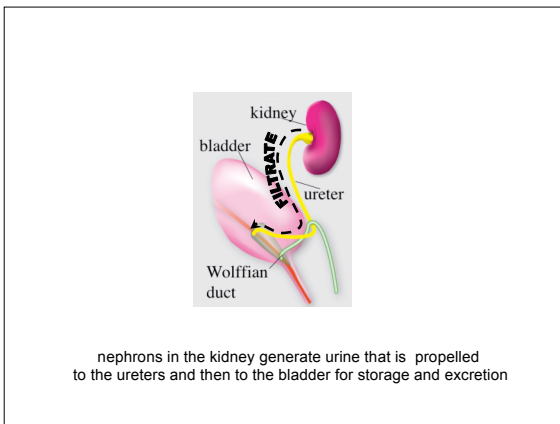 kidney
bladder
FILTRATE
ureter
Wolffian
duct
nephrons in the kidney generate urine that is propelled
to the ureters and then to the bladder for storage and excretion